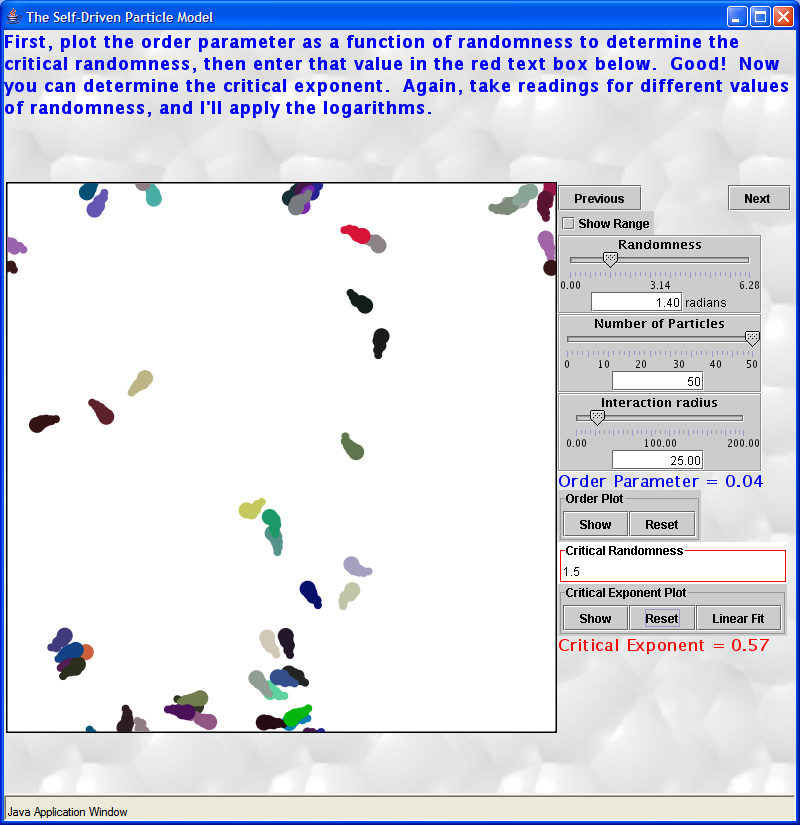 The Self-Driven Particle Model
First, plot the order parameter as a function of randomness to determine the
critical randomness, then enter that value in the red text box below.  Good!  Now
you can determine the critical exponent.  Again, take readings for different values
of randomness, and I'll apply the logarithms.
Previous
Next
Show Range
Randomness
0.00 3.14 6.28
1.40 radians
Number of Particles
0 10 20 30 40 50
50
Interaction radius
0.00 100.00 200.00
25.00
Order Parameter = 0.04
Order Plot
Show Reset
Critical Randomness
1.5
Critical Exponent Plot
Show Reset Linear Fit
Critical Exponent = 0.57
Java Application Window